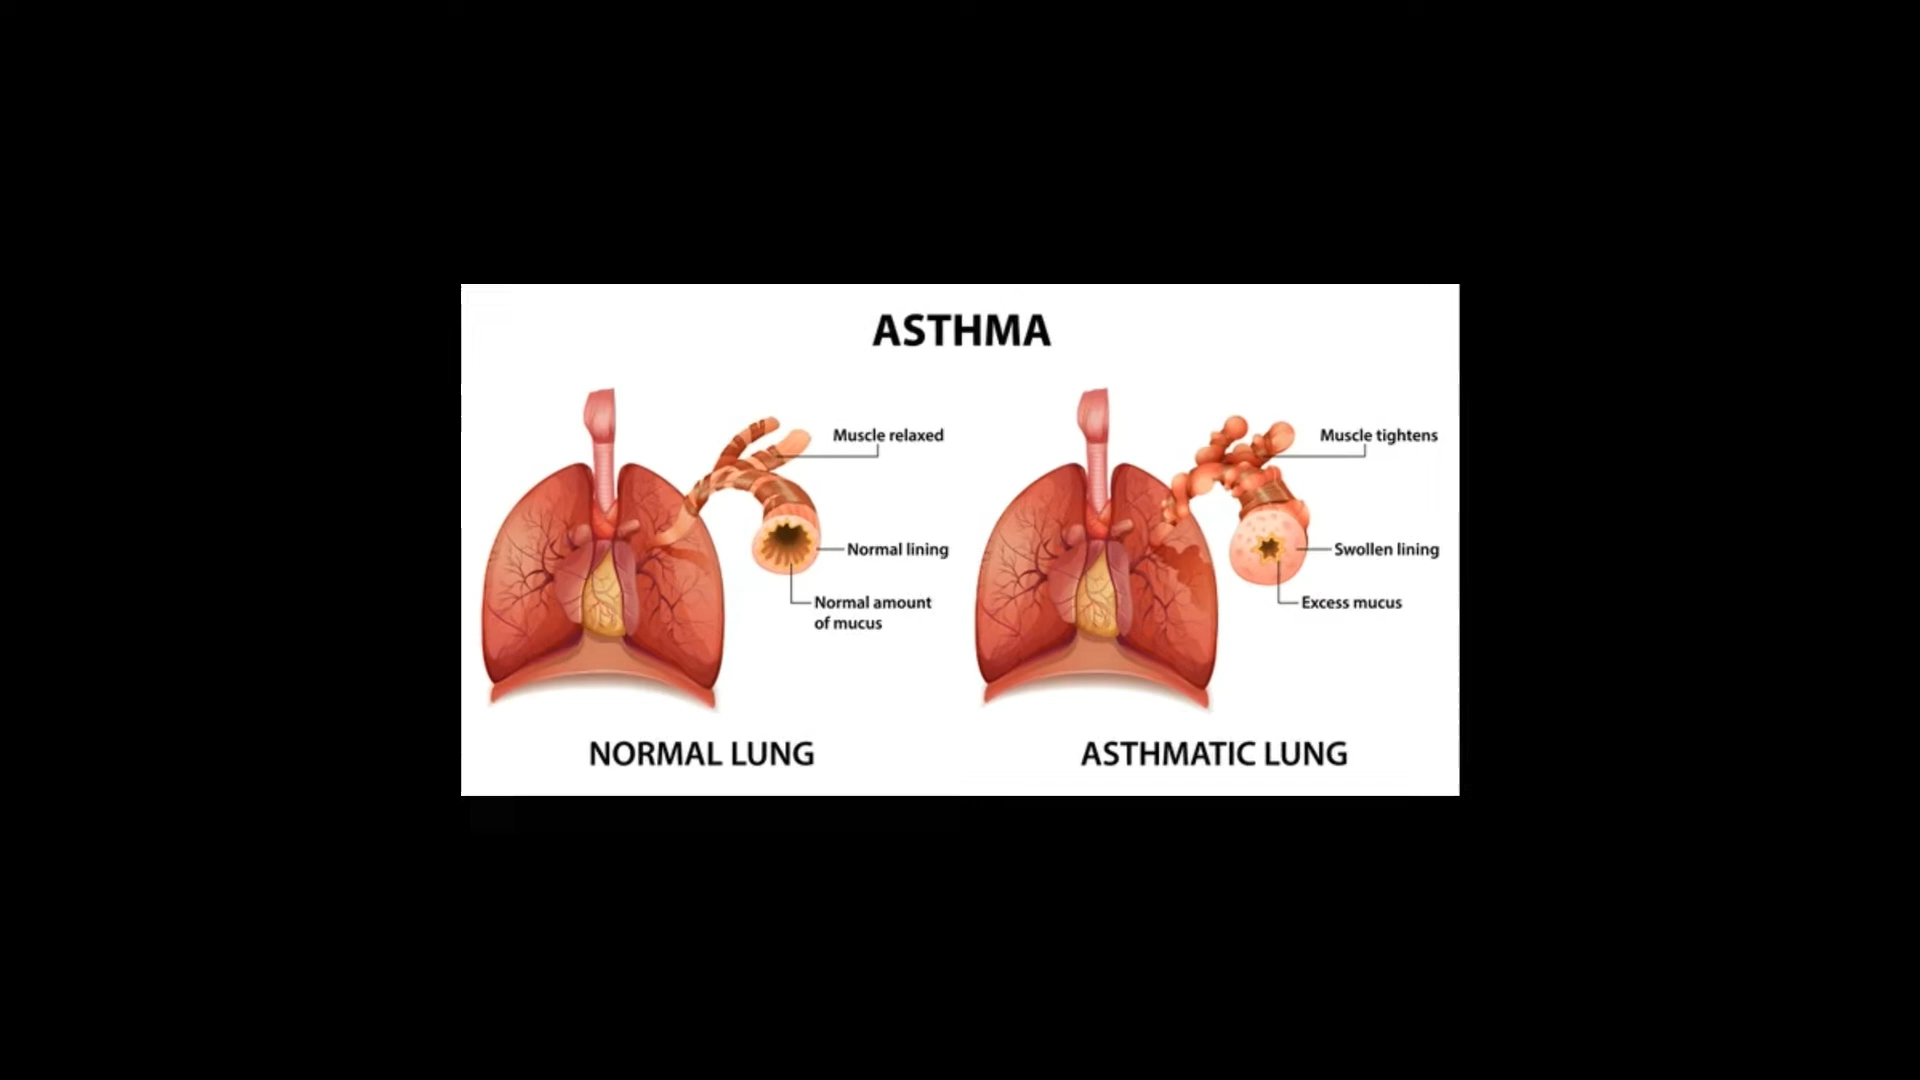 ASTHMA
Muscle relaxed
Normal lining
Normal amount
of mucus
NORMAL LUNG
Muscle tightens
Swollen lining
Excess mucus
ASTHMATIC LUNG